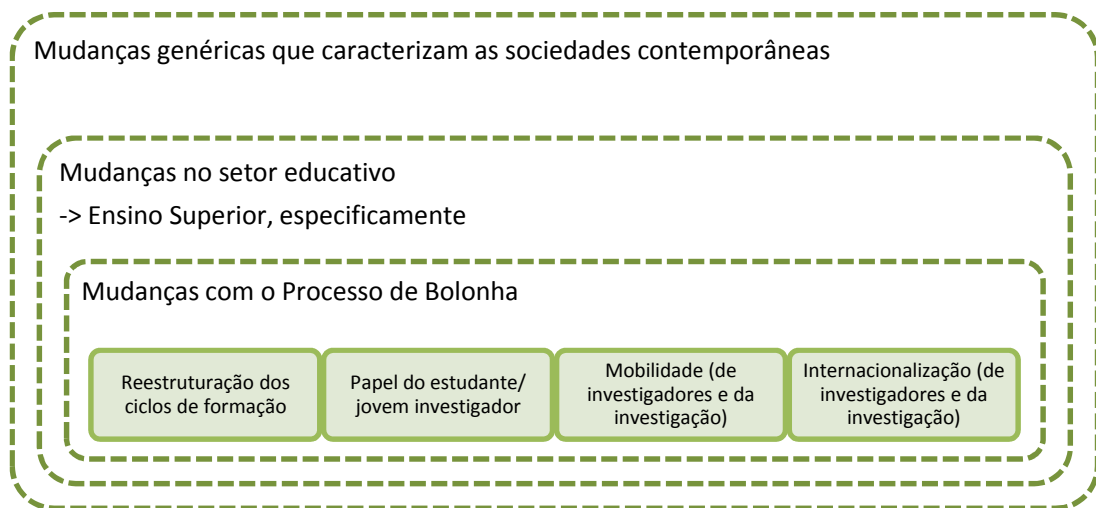 Mudanças genéricas que caracterizam as sociedades contemporâneas
Mudanças no setor educativo
-> Ensino Superior, especificamente
Mudanças com o Processo de Bolonha
Reestruturação dos
ciclos de formação
Papel do estudante/
jovem investigador
Mobilidade (de
investigadores e da
investigação)
Internacionalização (de
investigadores e da
investigação)